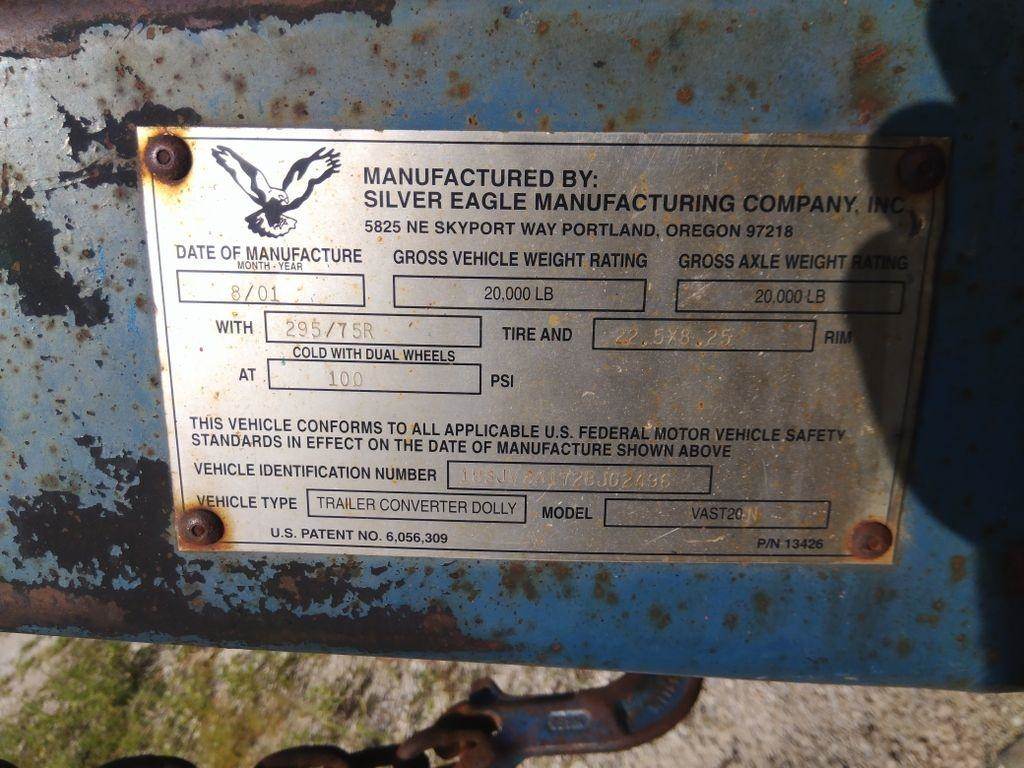 MANUFACTURED BY:
SILVER EAGLE MANUFACTURING COMPANY, INC
5825 NE SKYPORT WAY PORTLAND, OREGON 97218
DATE OF MANUFACTURE GROSS VEHICLE WEIGHT RATING GROSS AXLE WEIGHT RATING
MONTH - YEAR
8/01 20,000 LB 20,000 LB
WITH 295/75R TIRE AND 22.5X8.25 RIM
COLD WITH DUAL WHEELS
AT 100 PSI
THIS VEHICLE CONFORMS TO ALL APPLICABLE U.S. FEDERAL MOTOR VEHICLE SAFETY
STANDARDS IN EFFECT ON THE DATE OF MANUFACTURE SHOWN ABOVE
VEHICLE IDENTIFICATION NUMBER
VEHICLE TYPE TRAILER CONVERTER DOLLY MODEL VAST20 N
U.S. PATENT NO. 6,056,309 P/N 13426